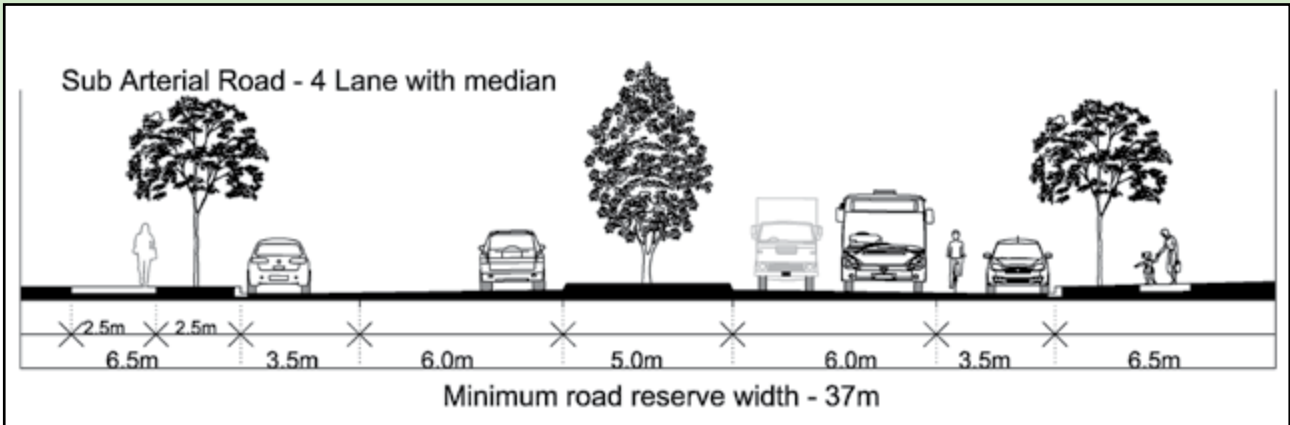 Sub Arterial Road - 4 Lane with median
2.5m 2.5m
6.5m 3.5m 6.0m 5.0m 6.0m 3.5m 6.5m
Minimum road reserve width - 37m